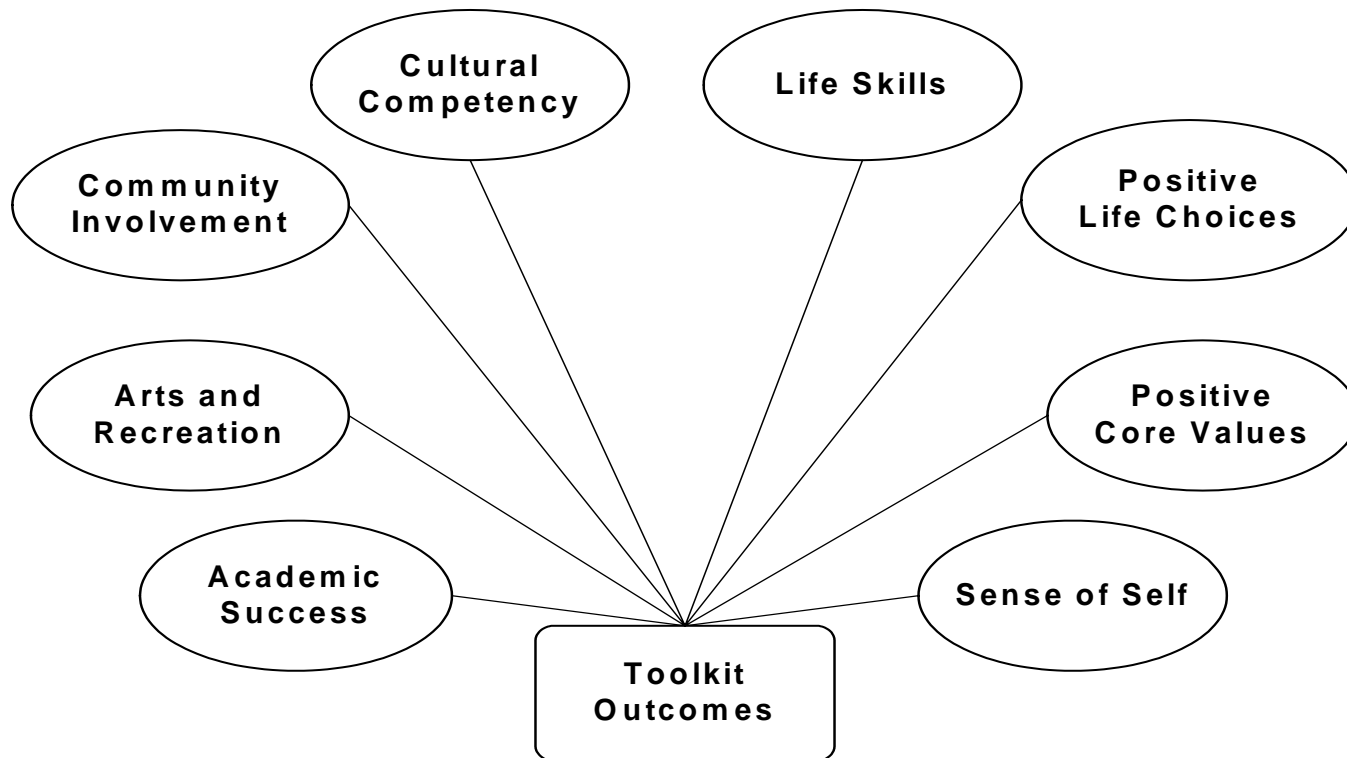 Cultural
Competency
Life Skills
Community
Involvement
Positive
Life Choices
Arts and
Recreation
Positive
Core Values
Academic
Success
Sense of Self
Toolkit
Outcomes